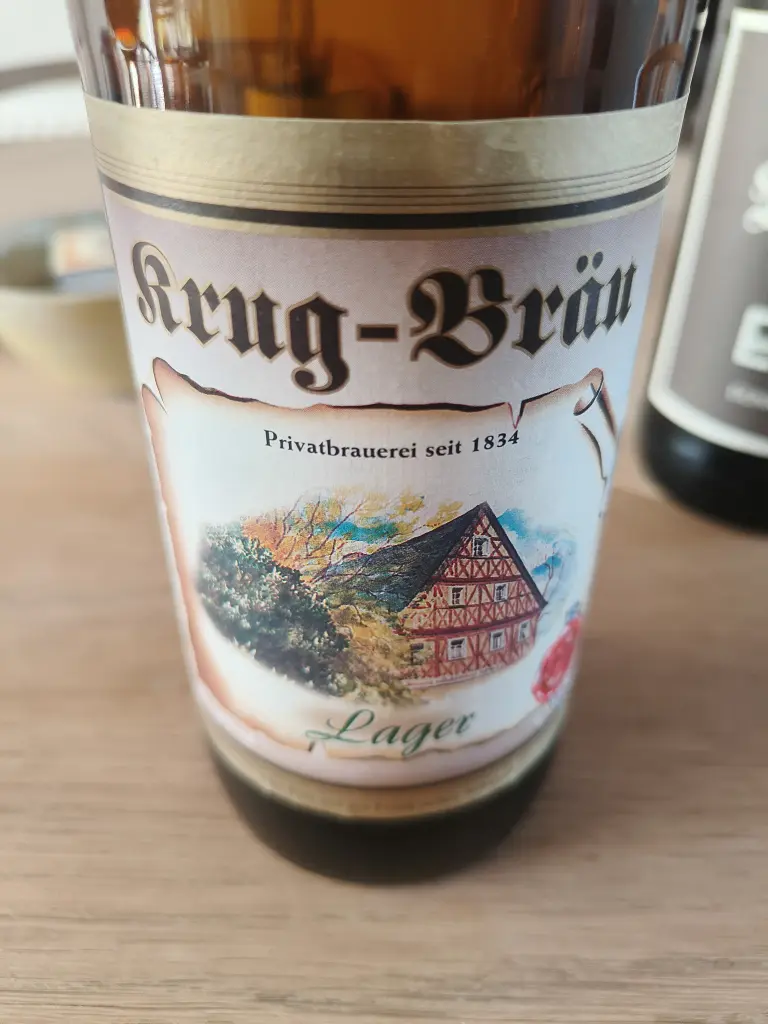 Krug-Bräu
Privatbrauerei seit 1834
Lager